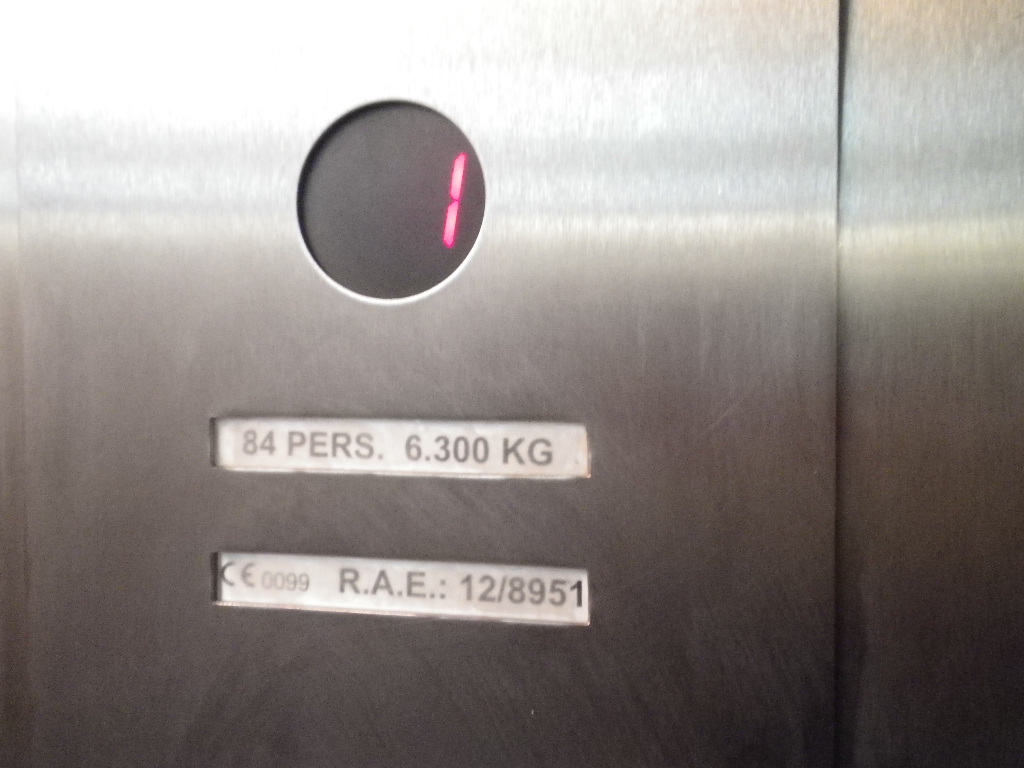 1
84 PERS. 6.300 KG
CE 0099 R.A.E.: 12/8951